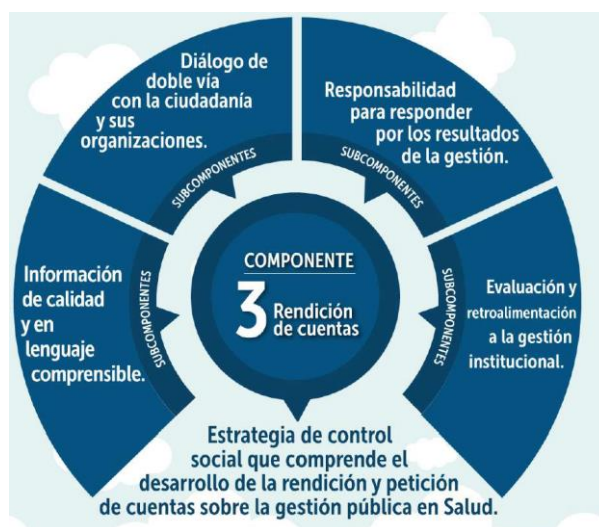 Diálogo de
doble vía
con la ciudadanía
y sus
organizaciones.
SUBCOMPONENTES
Responsabilidad
para responder
por los resultados
de la gestión.
SUBCOMPONENTES
Información
de calidad
y en
lenguaje
comprensible.
SUBCOMPONENTES
COMPONENTE
3 Rendición
de cuentas
SUBCOMPONENTES
Evaluación y
retroalimentación
a la gestión
institucional.
Estrategia de control
social que comprende el
desarrollo de la rendición y petición
de cuentas sobre la gestión pública en Salud.